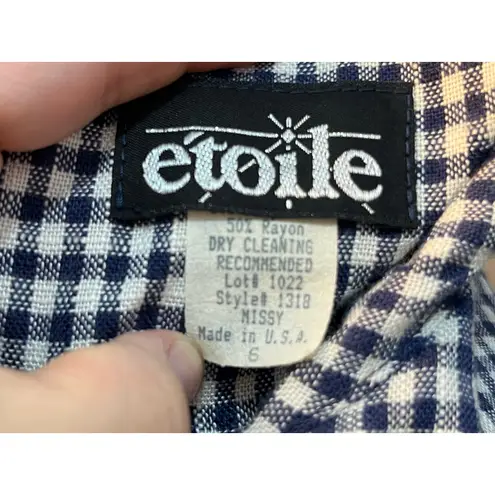 etoile
50% Rayon
DRY CLEANING
RECOMMENDED
Lot# 1022
Style# 1318
MISSY
Made in U.S.A.
6